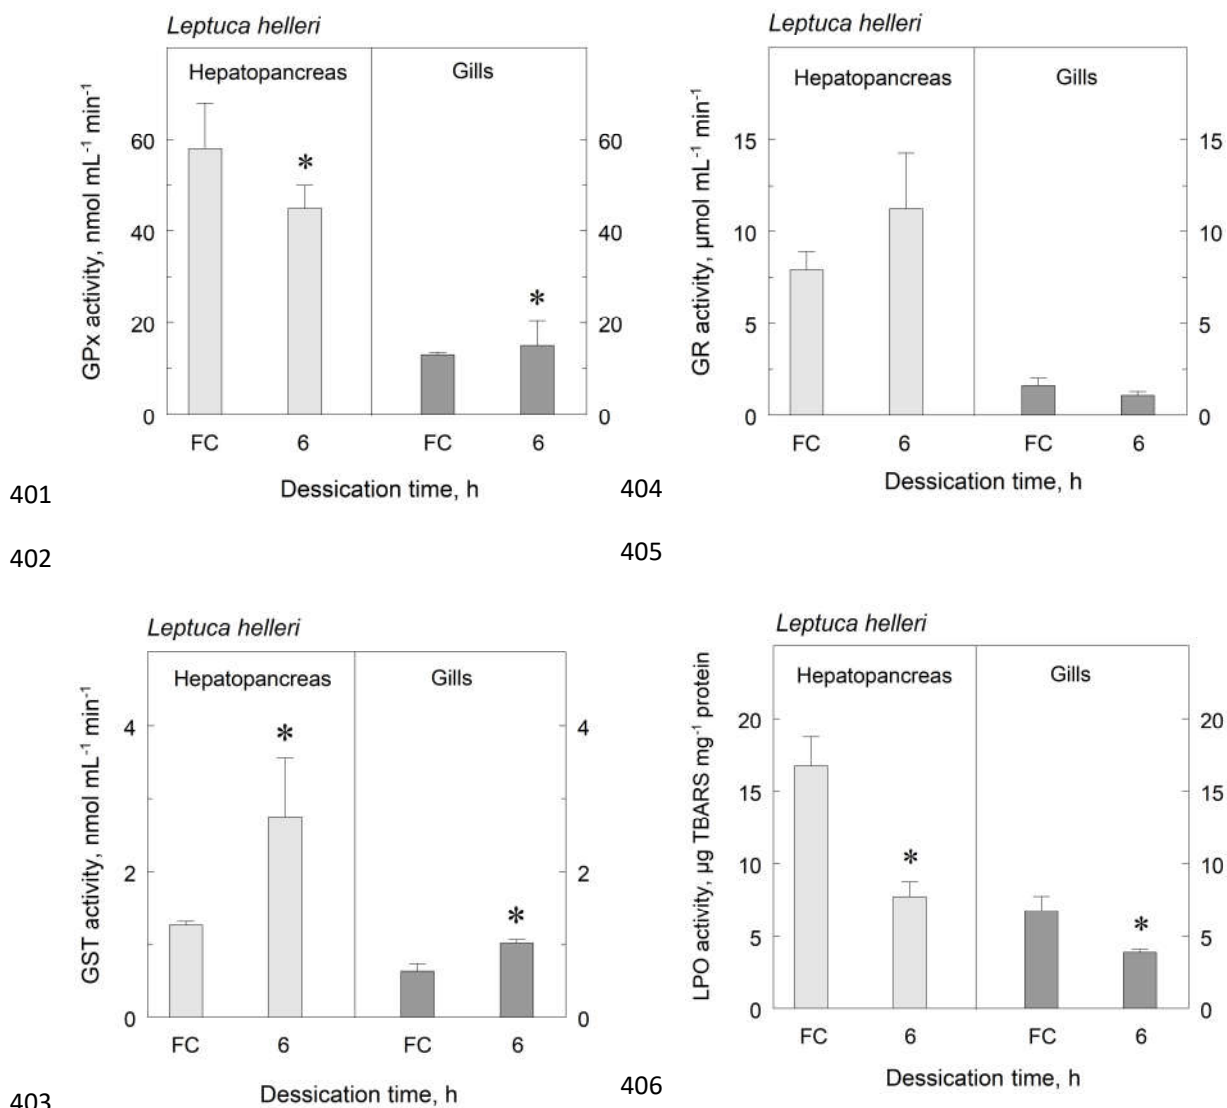 Leptuca helleri
Hepatopancreas Gills
GPx activity, nmol mL⁻¹ min⁻¹
60 60
40 40
20 20
0 0
* *
FC 6 FC 6
401 Dessication time, h
402
Leptuca helleri
Hepatopancreas Gills
GR activity, µmol mL⁻¹ min⁻¹
15 15
10 10
5 5
0 0
FC 6 FC 6
404 Dessication time, h
405
Leptuca helleri
Hepatopancreas Gills
GST activity, nmol mL⁻¹ min⁻¹
4 4
2 2
0 0
* *
FC 6 FC 6
403 Dessication time, h
Leptuca helleri
Hepatopancreas Gills
LPO activity, µg TBARS mg⁻¹ protein
20 20
15 15
10 10
5 5
0 0
* *
FC 6 FC 6
406 Dessication time, h